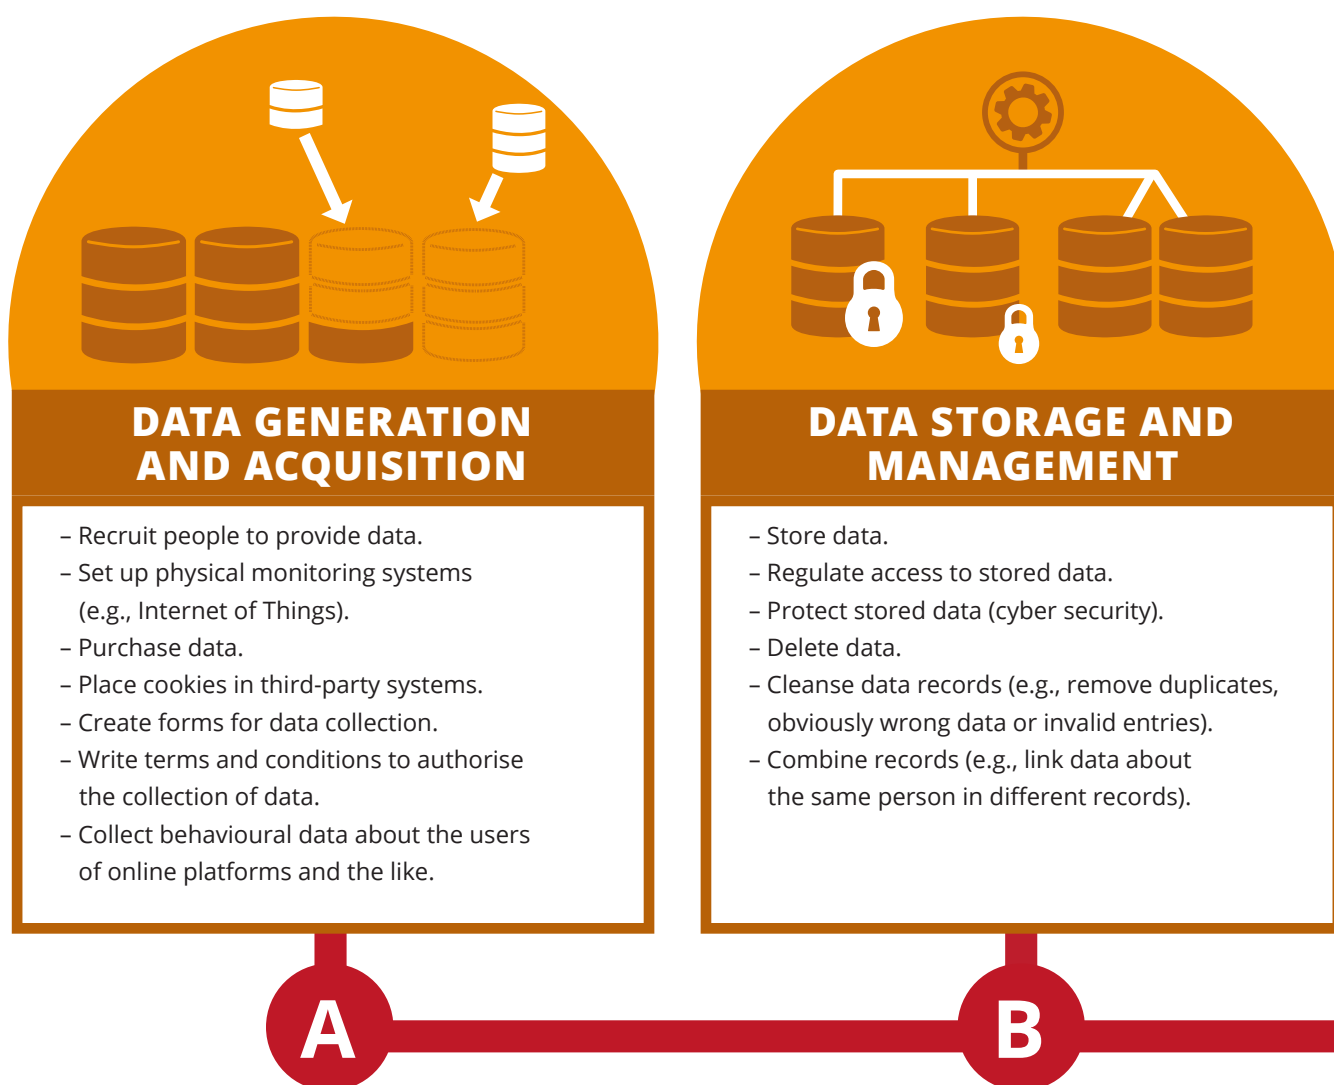 DATA GENERATION
AND ACQUISITION
– Recruit people to provide data.
– Set up physical monitoring systems
(e.g., Internet of Things).
– Purchase data.
– Place cookies in third-party systems.
– Create forms for data collection.
– Write terms and conditions to authorise
the collection of data.
– Collect behavioural data about the users
of online platforms and the like.
A
DATA STORAGE AND
MANAGEMENT
– Store data.
– Regulate access to stored data.
– Protect stored data (cyber security).
– Delete data.
– Cleanse data records (e.g., remove duplicates,
obviously wrong data or invalid entries).
– Combine records (e.g., link data about
the same person in different records).
B